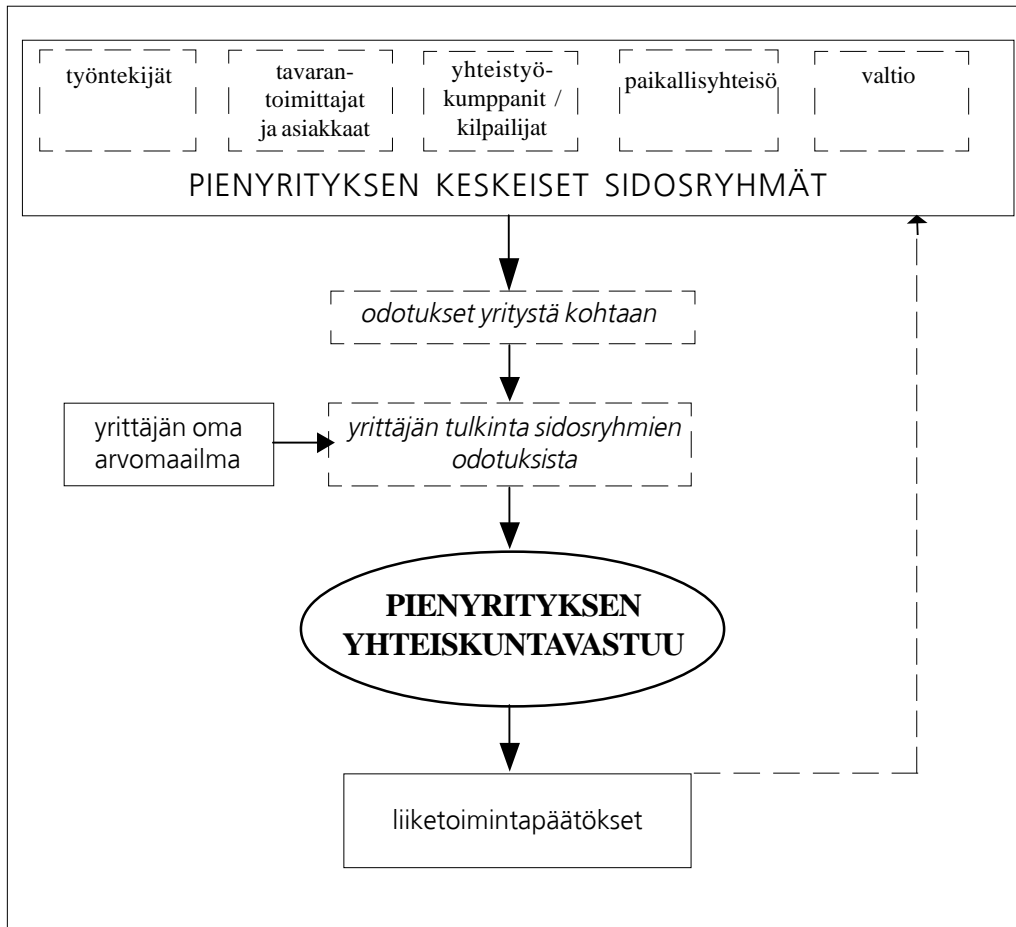 työntekijät
tavaran-
toimittajat
ja asiakkaat
yhteistyö-
kumppanit /
kilpailijat
paikallisyhteisö
valtio
PIENYRITYKSEN KESKEISET SIDOSRYHMÄT
odotukset yritystä kohtaan
yrittäjän oma
arvomaailma
yrittäjän tulkinta sidosryhmien
odotuksista
PIENYRITYKSEN
YHTEISKUNTAVASTUU
liiketoimintapäätökset